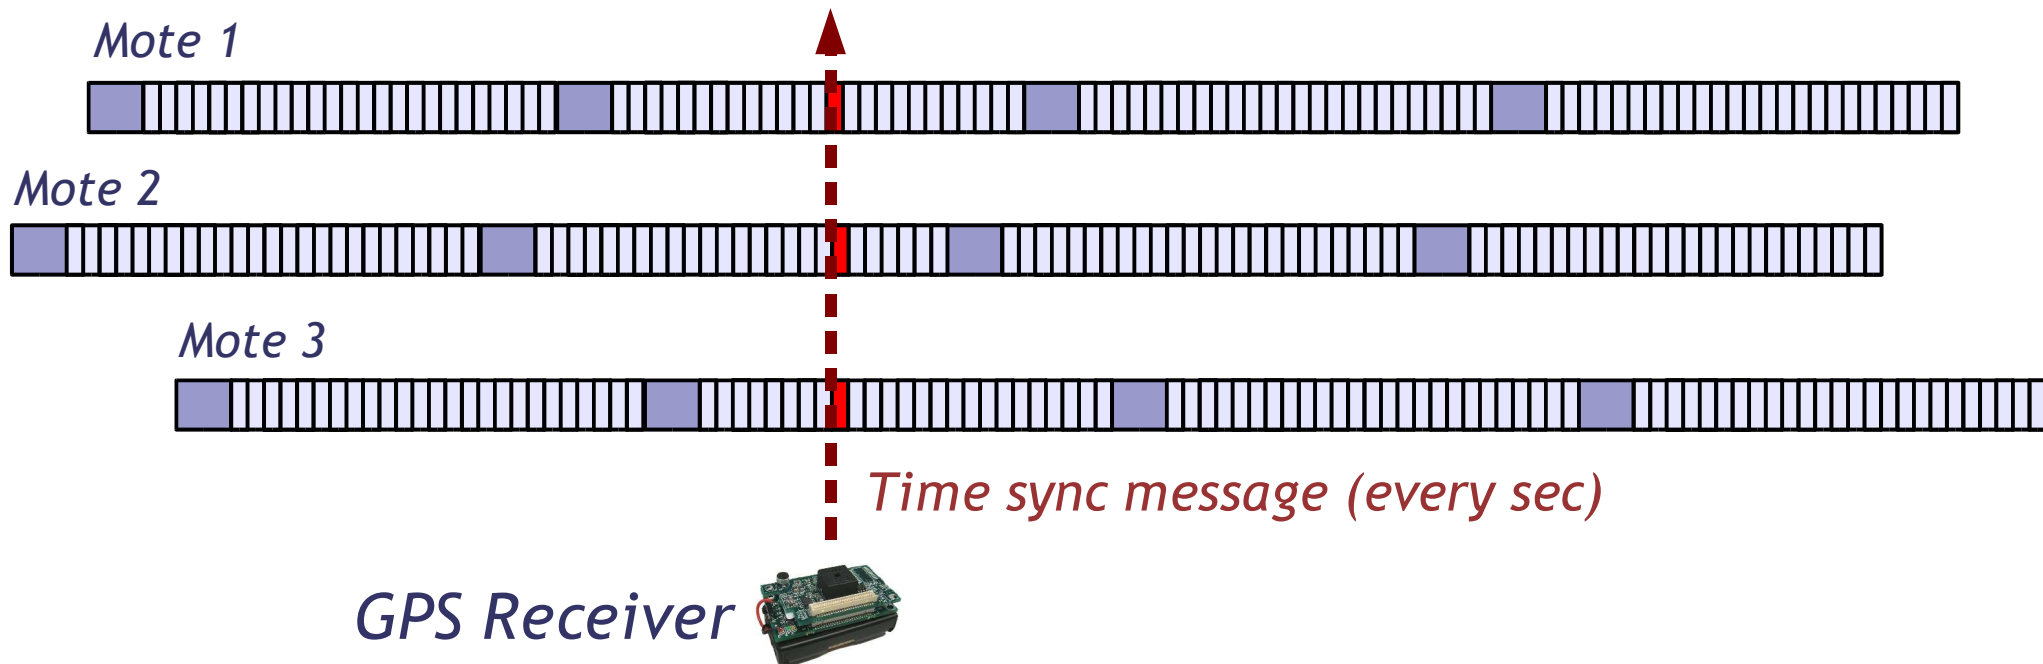 Mote 1
Mote 2
Mote 3
Time sync message (every sec)
GPS Receiver